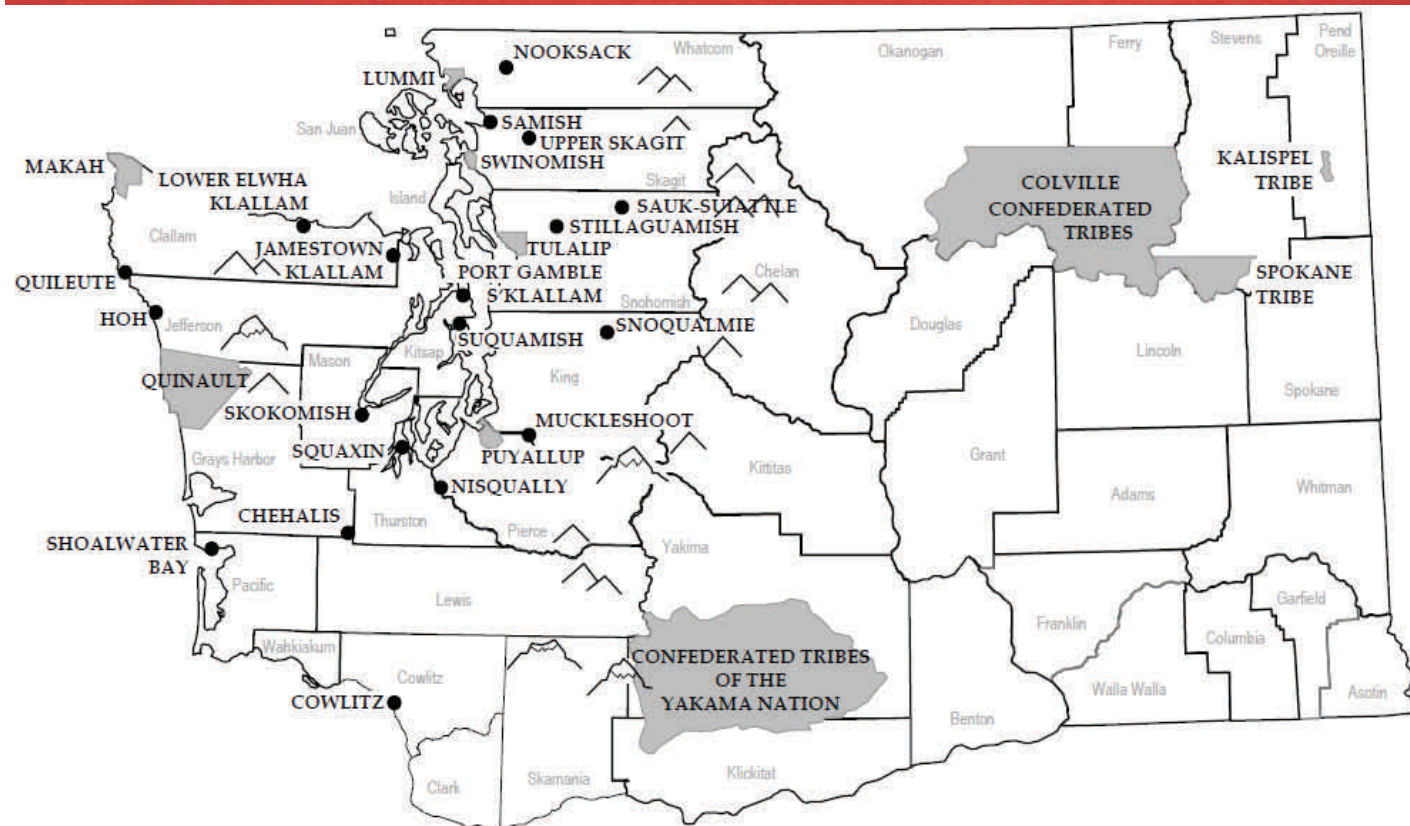 NOOKSACK
Whatcom
Okanogan
Ferry
Stevens
Pend
Oreille
LUMMI
San Juan
SAMISH
UPPER SKAGIT
SWINOMISH
Skagit
MAKAH
LOWER ELWHA
KLALLAM
Island
KALISPEL
TRIBE
COLVILLE
CONFEDERATED
TRIBES
SAUK-SUIATTLE
STILLAGUAMISH
Clallam
JAMESTOWN
KLALLAM
TULALIP
QUILEUTE
PORT GAMBLE
S'KLALLAM
Snohomish
Chelan
SPOKANE
TRIBE
HOH
Jefferson
SUQUAMISH
SNOQUALMIE
Douglas
Lincoln
Mason
Kitsap
QUINAULT
King
Spokane
SKOKOMISH
MUCKLESHOOT
SQUAXIN
PUYALLUP
Grays Harbor
Kittitas
Grant
NISQUALLY
Adams
Whitman
CHEHALIS
Thurston
Pierce
SHOALWATER
BAY
Yakima
Pacific
Lewis
Garfield
Franklin
Columbia
Wahkiakum
CONFEDERATED TRIBES
OF THE
YAKAMA NATION
Cowlitz
COWLITZ
Walla Walla
Asotin
Benton
Klickitat
Skamania
Clark